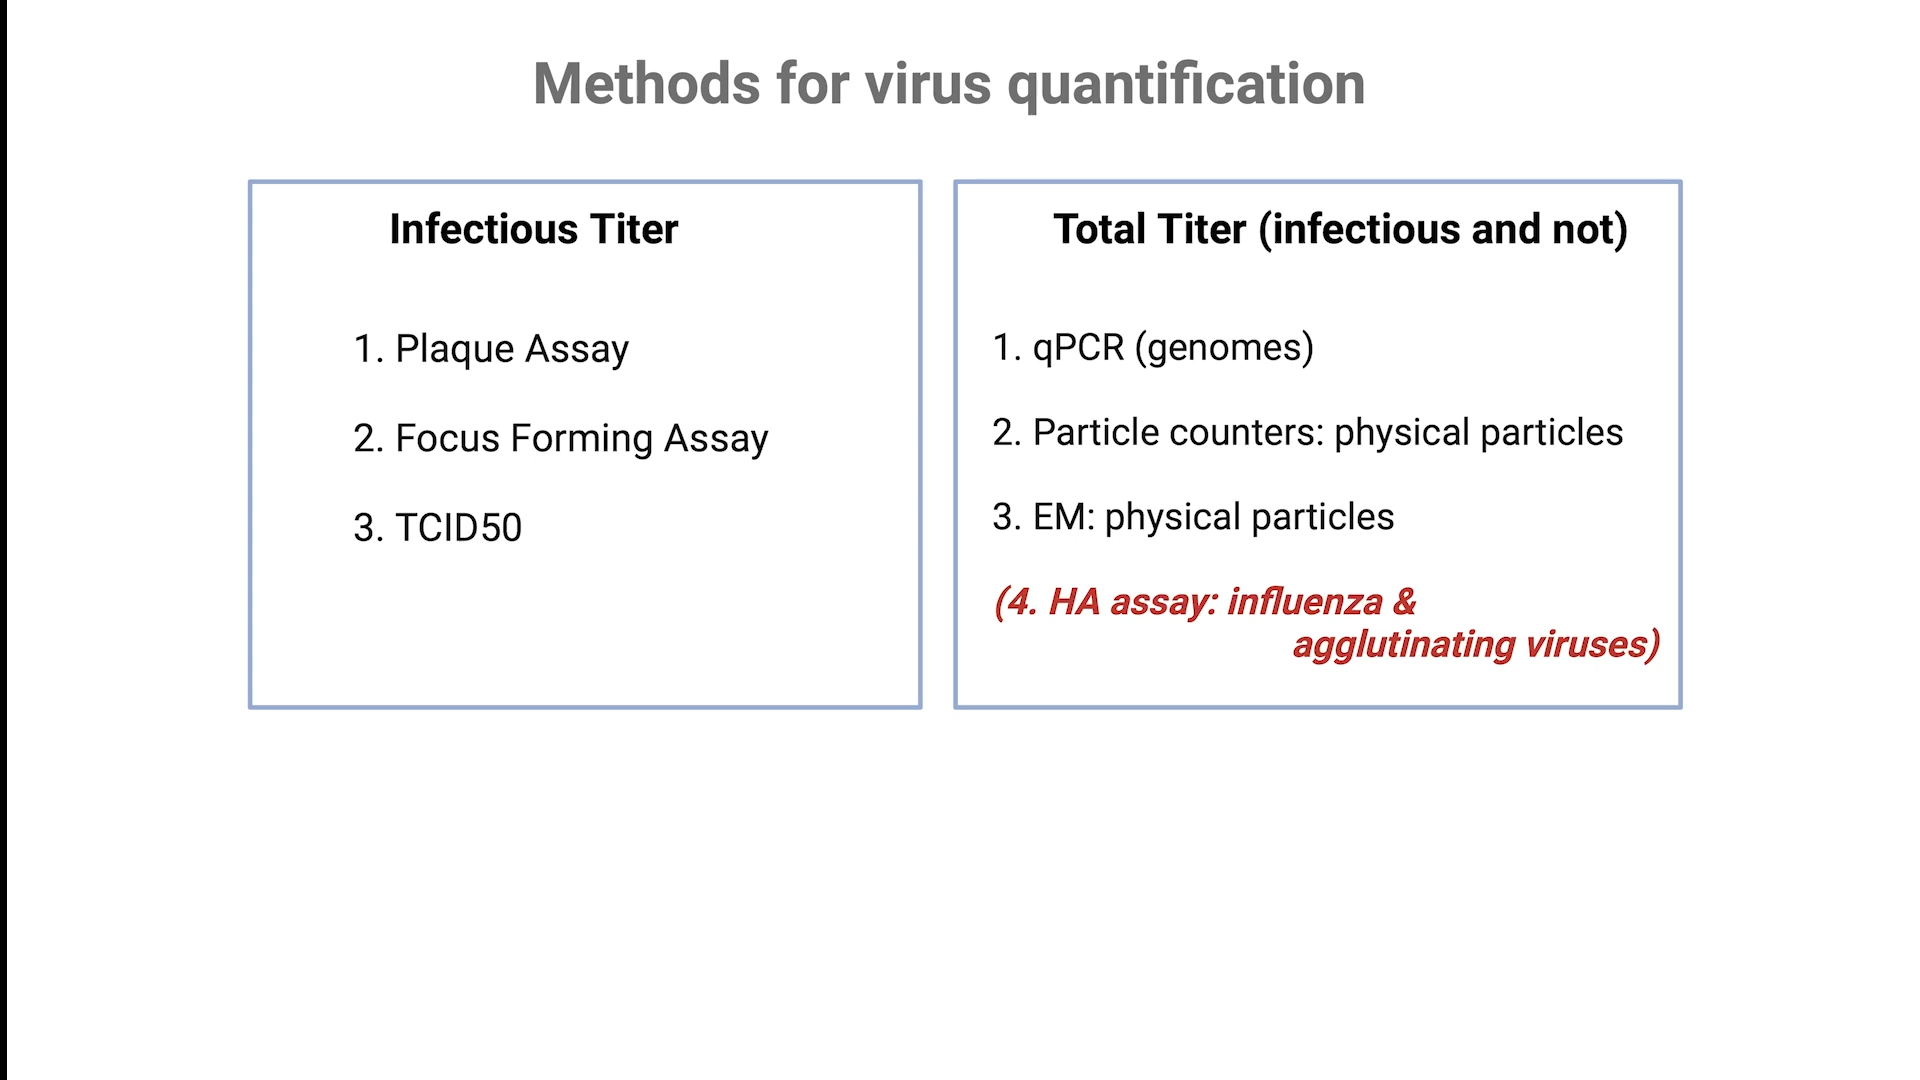 Methods for virus quantification
Infectious Titer
1. Plaque Assay
2. Focus Forming Assay
3. TCID50
Total Titer (infectious and not)
1. qPCR (genomes)
2. Particle counters: physical particles
3. EM: physical particles
(4. HA assay: influenza &
agglutinating viruses)